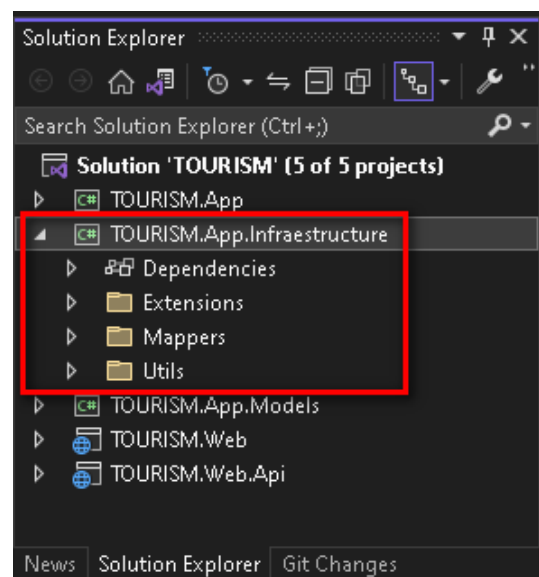 Solution Explorer
Search Solution Explorer (Ctrl+;)
Solution 'TOURISM' (5 of 5 projects)
C# TOURISM.App
C# TOURISM.App.Infraestructure
Dependencies
Extensions
Mappers
Utils
C# TOURISM.App.Models
TOURISM.Web
TOURISM.Web.Api
News Solution Explorer Git Changes